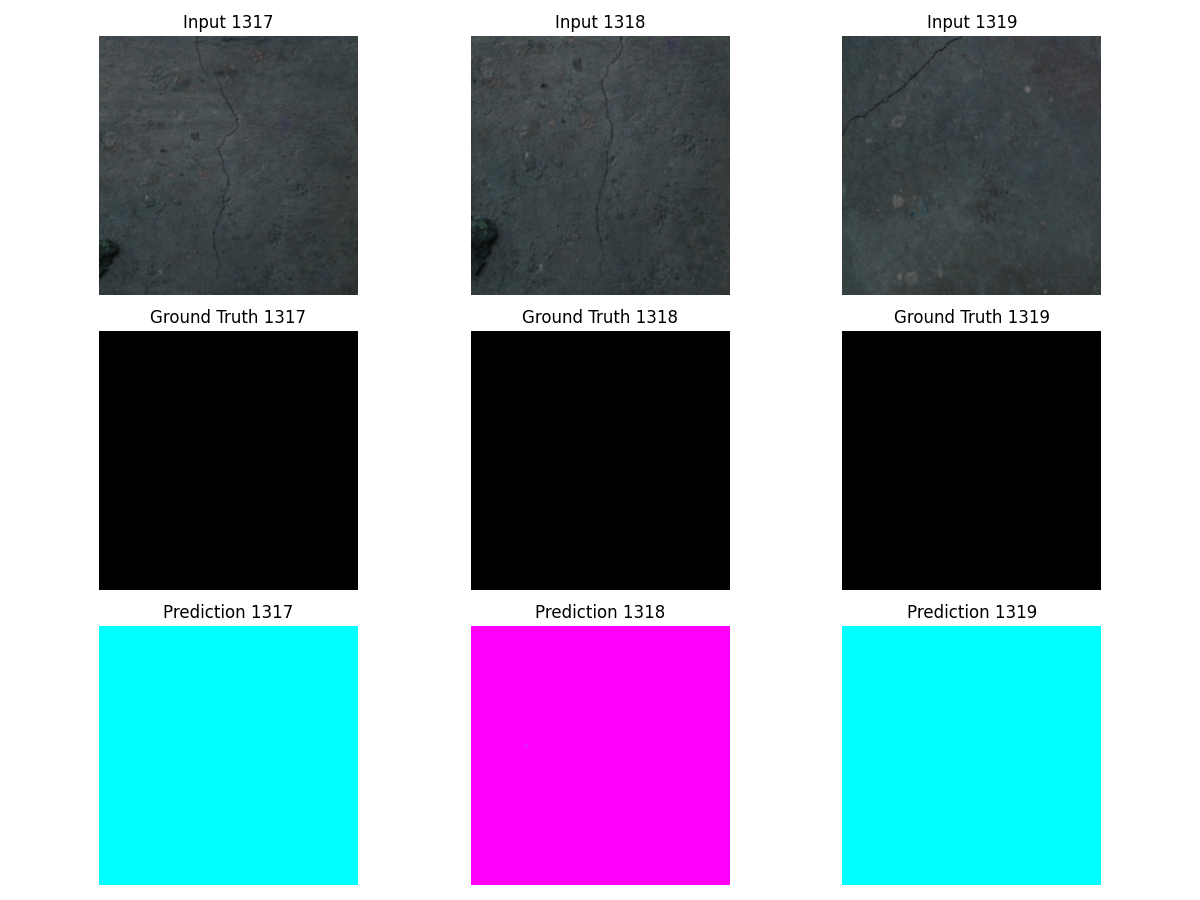 Input 1317
Input 1318
Input 1319
Ground Truth 1317
Ground Truth 1318
Ground Truth 1319
Prediction 1317
Prediction 1318
Prediction 1319